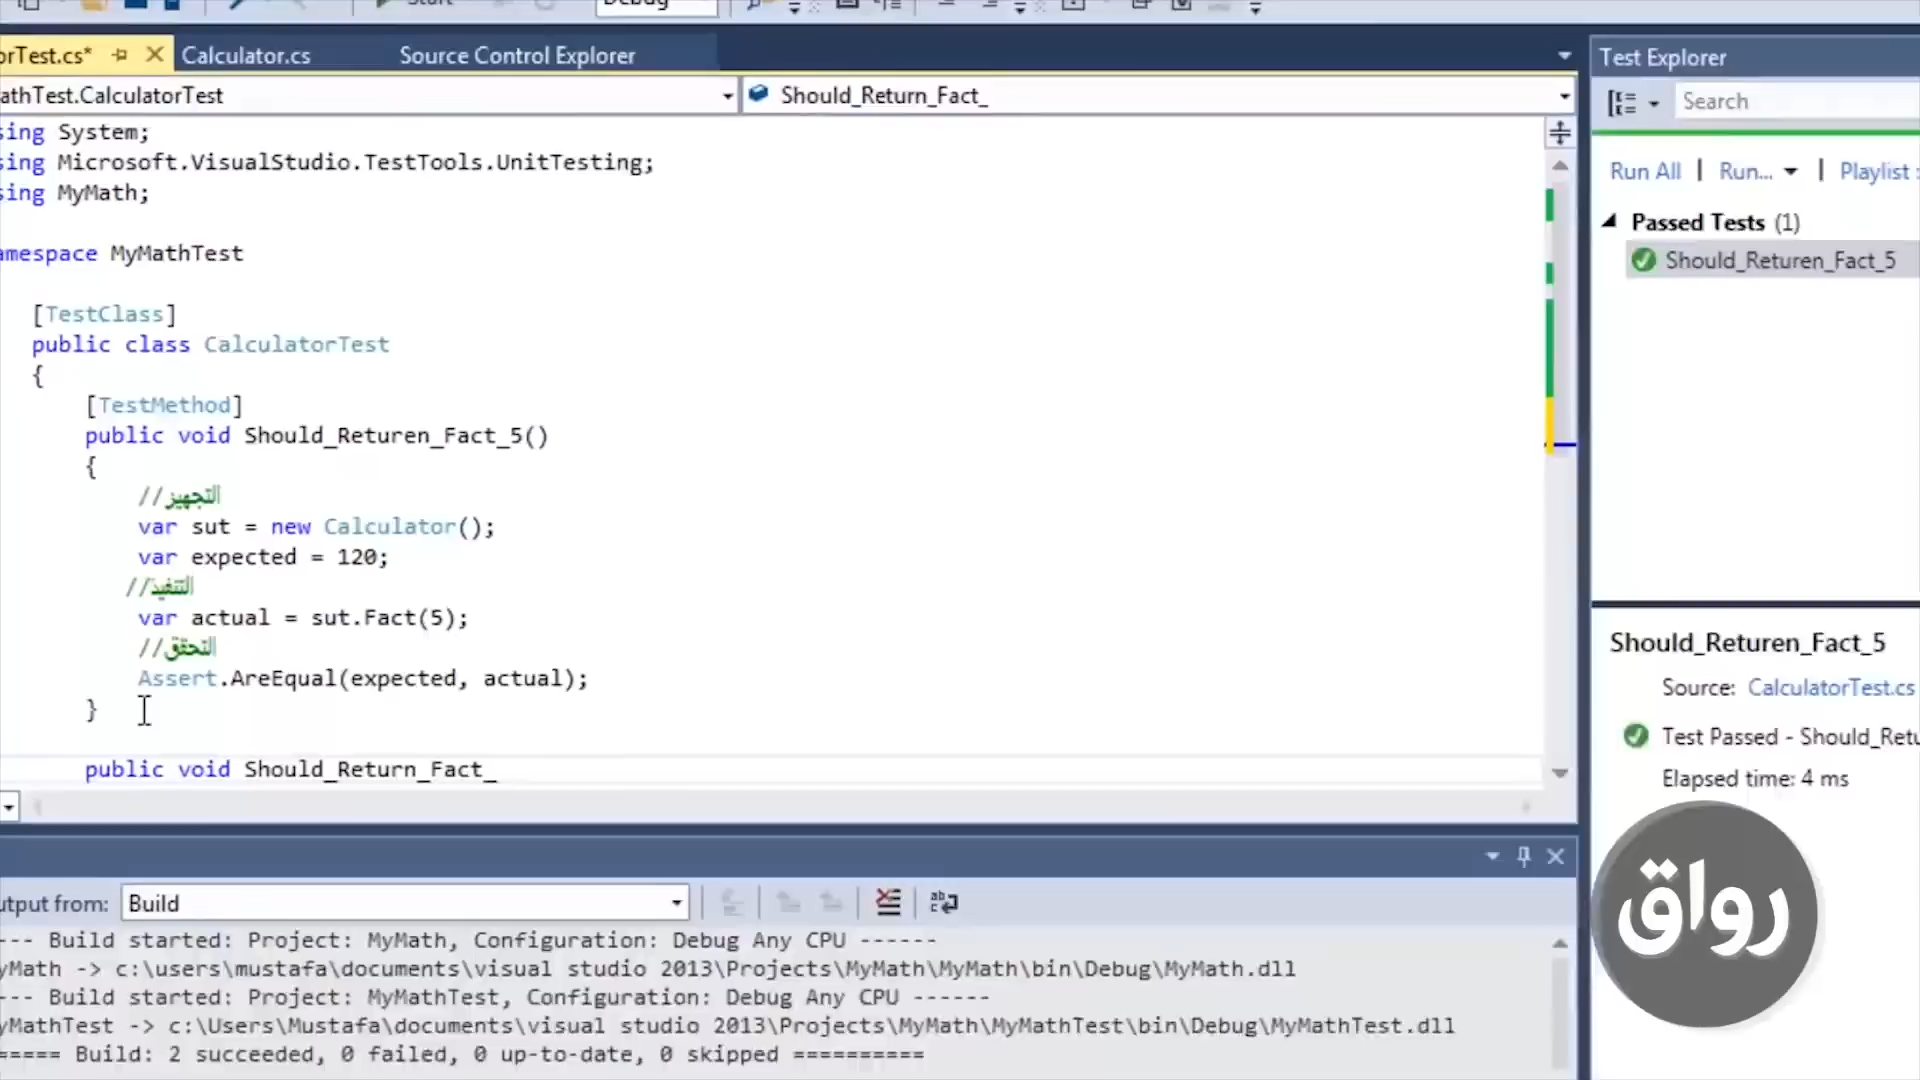 Start
Debug
orTest.cs* Calculator.cs Source Control Explorer
athTest.CalculatorTest Should_Return_Fact_
sing System;
sing Microsoft.VisualStudio.TestTools.UnitTesting;
sing MyMath;
amespace MyMathTest
[TestClass]
public class CalculatorTest
{
[TestMethod]
public void Should_Returen_Fact_5()
{
//التجهيز
var sut = new Calculator();
var expected = 120;
//التنفيذ
var actual = sut.Fact(5);
//التحقق
Assert.AreEqual(expected, actual);
}
public void Should_Return_Fact_
Test Explorer
Search
Run All | Run... | Playlist :
Passed Tests (1)
Should_Returen_Fact_5
Should_Returen_Fact_5
Source: CalculatorTest.cs
Test Passed - Should_Retu
Elapsed time: 4 ms
رواق
utput from: Build
--- Build started: Project: MyMath, Configuration: Debug Any CPU ------
yMath -> c:\users\mustafa\documents\visual studio 2013\Projects\MyMath\MyMath\bin\Debug\MyMath.dll
--- Build started: Project: MyMathTest, Configuration: Debug Any CPU ------
yMathTest -> c:\Users\Mustafa\documents\visual studio 2013\Projects\MyMath\MyMathTest\bin\Debug\MyMathTest.dll
===== Build: 2 succeeded, 0 failed, 0 up-to-date, 0 skipped ==========